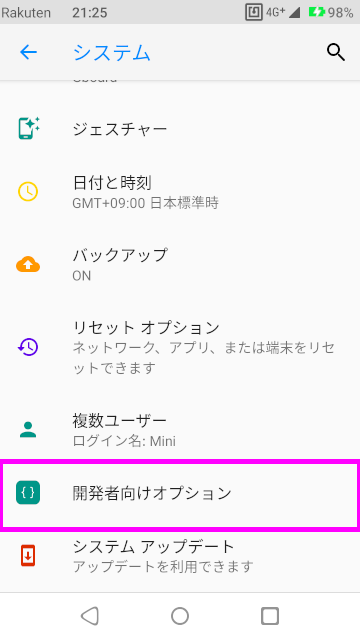 Rakuten 21:25 4G+ 98%
システム
Gboard
ジェスチャー
日付と時刻
GMT+09:00 日本標準時
バックアップ
ON
リセット オプション
ネットワーク、アプリ、または端末をリセ
ットできます
複数ユーザー
ログイン名: Mini
{ }
開発者向けオプション
システム アップデート
アップデートを利用できます